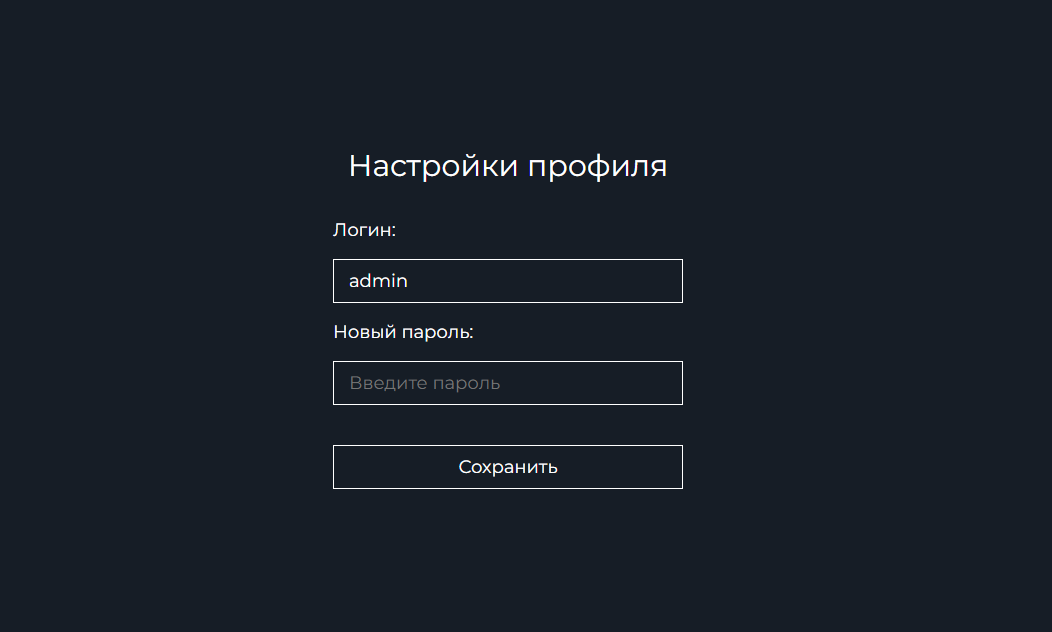 Настройки профиля
Логин:
admin
Новый пароль:
Введите пароль
Сохранить